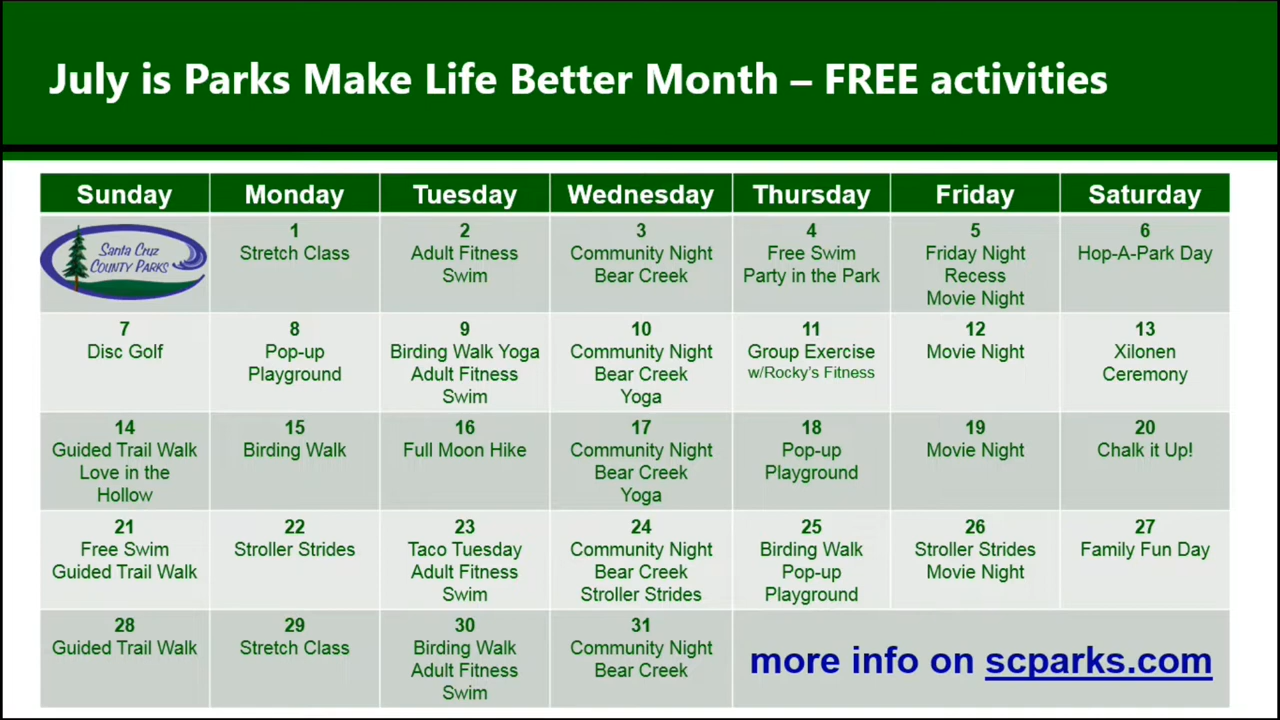 July is Parks Make Life Better Month – FREE activities
Sunday Monday Tuesday Wednesday Thursday Friday Saturday
Santa Cruz
COUNTY PARKS
1
Stretch Class
2
Adult Fitness
Swim
3
Community Night
Bear Creek
4
Free Swim
Party in the Park
5
Friday Night
Recess
Movie Night
6
Hop-A-Park Day
7
Disc Golf
8
Pop-up
Playground
9
Birding Walk Yoga
Adult Fitness
Swim
10
Community Night
Bear Creek
Yoga
11
Group Exercise
w/Rocky's Fitness
12
Movie Night
13
Xilonen
Ceremony
14
Guided Trail Walk
Love in the
Hollow
15
Birding Walk
16
Full Moon Hike
17
Community Night
Bear Creek
Yoga
18
Pop-up
Playground
19
Movie Night
20
Chalk it Up!
21
Free Swim
Guided Trail Walk
22
Stroller Strides
23
Taco Tuesday
Adult Fitness
Swim
24
Community Night
Bear Creek
Stroller Strides
25
Birding Walk
Pop-up
Playground
26
Stroller Strides
Movie Night
27
Family Fun Day
28
Guided Trail Walk
29
Stretch Class
30
Birding Walk
Adult Fitness
Swim
31
Community Night
Bear Creek
more info on scparks.com